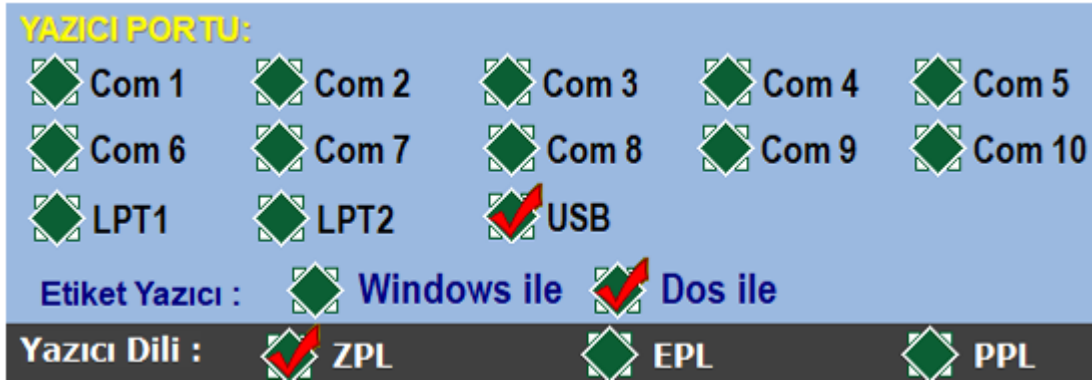 YAZICI PORTU:
Com 1 Com 2 Com 3 Com 4 Com 5
Com 6 Com 7 Com 8 Com 9 Com 10
LPT1 LPT2 USB
Etiket Yazıcı : Windows ile Dos ile
Yazıcı Dili : ZPL EPL PPL